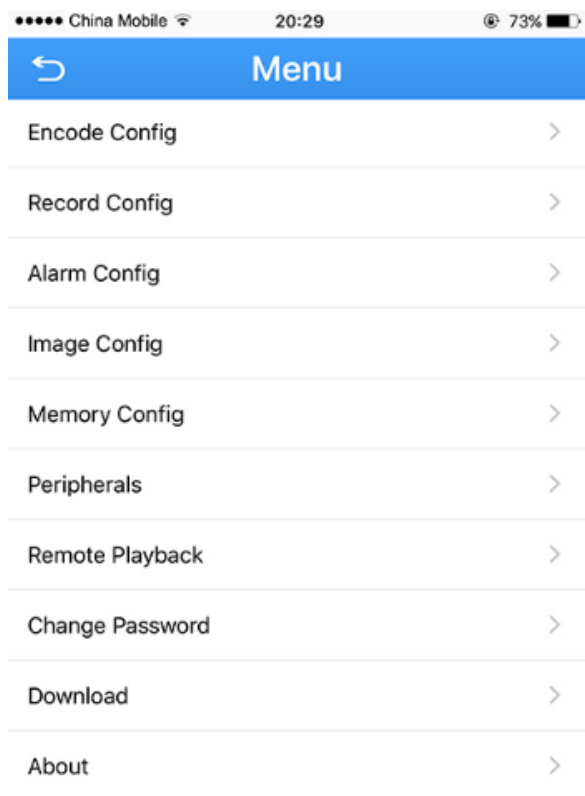 China Mobile 20:29 73%
Menu
Encode Config
Record Config
Alarm Config
Image Config
Memory Config
Peripherals
Remote Playback
Change Password
Download
About